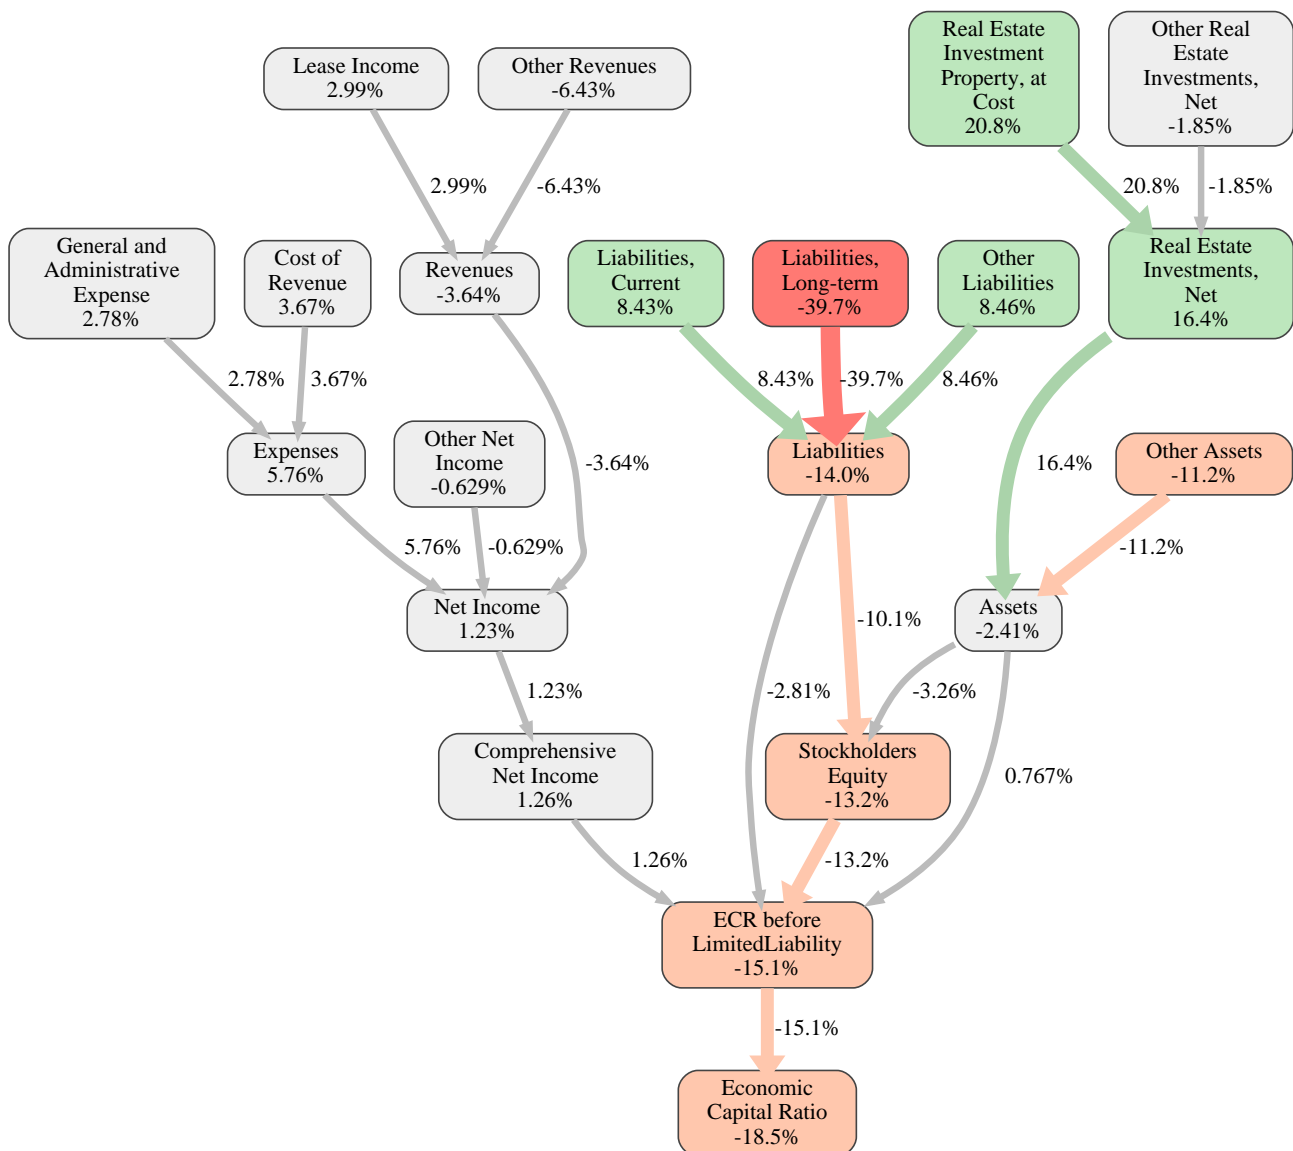 Real Estate
Investment
Property, at
Cost
20.8%
Other Real
Estate
Investments,
Net
-1.85%
Lease Income
2.99%
Other Revenues
-6.43%
2.99%
-6.43%
20.8%
-1.85%
General and
Administrative
Expense
2.78%
Cost of
Revenue
3.67%
Revenues
-3.64%
Liabilities,
Current
8.43%
Liabilities,
Long-term
-39.7%
Other
Liabilities
8.46%
Real Estate
Investments,
Net
16.4%
2.78%
3.67%
8.43%
-39.7%
8.46%
Expenses
5.76%
Other Net
Income
-0.629%
-3.64%
Liabilities
-14.0%
16.4%
Other Assets
-11.2%
5.76%
-0.629%
-11.2%
Net Income
1.23%
-10.1%
Assets
-2.41%
1.23%
-2.81%
-3.26%
Comprehensive
Net Income
1.26%
Stockholders
Equity
-13.2%
0.767%
1.26%
-13.2%
ECR before
LimitedLiability
-15.1%
-15.1%
Economic
Capital Ratio
-18.5%